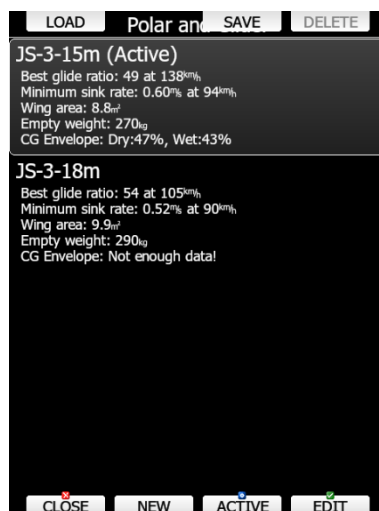 LOAD
Polar and
SAVE
DELETE
JS-3-15m (Active)
Best glide ratio: 49 at 138km/h
Minimum sink rate: 0.60m/s at 94km/h
Wing area: 8.8m²
Empty weight: 270kg
CG Envelope: Dry:47%, Wet:43%
JS-3-18m
Best glide ratio: 54 at 105km/h
Minimum sink rate: 0.52m/s at 90km/h
Wing area: 9.9m²
Empty weight: 290kg
CG Envelope: Not enough data!
CLOSE
NEW
ACTIVE
EDIT